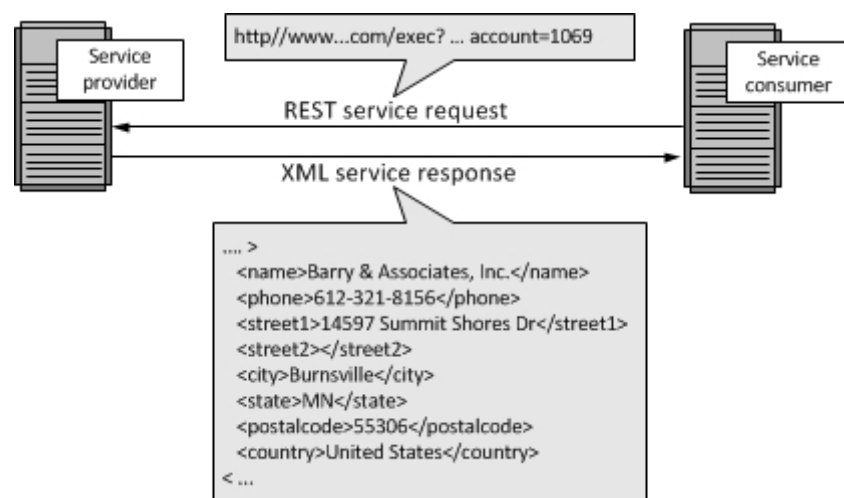 Service
provider
http//www...com/exec? ... account=1069
Service
consumer
REST service request
XML service response
.... >
<name>Barry & Associates, Inc.</name>
<phone>612-321-8156</phone>
<street1>14597 Summit Shores Dr</street1>
<street2></street2>
<city>Burnsville</city>
<state>MN</state>
<postalcode>55306</postalcode>
<country>United States</country>
< ...